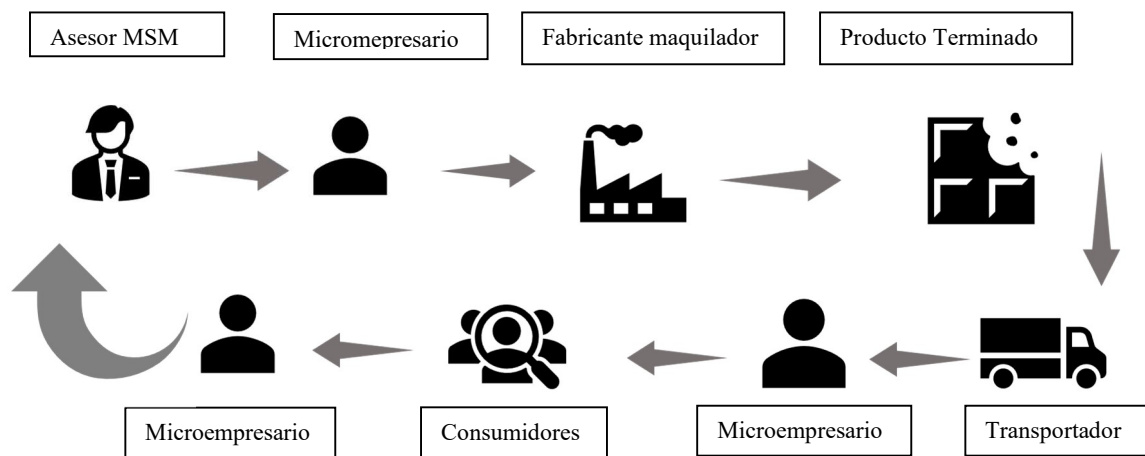 Asesor MSM
Micromepresario
Fabricante maquilador
Producto Terminado
Microempresario
Consumidores
Microempresario
Transportador